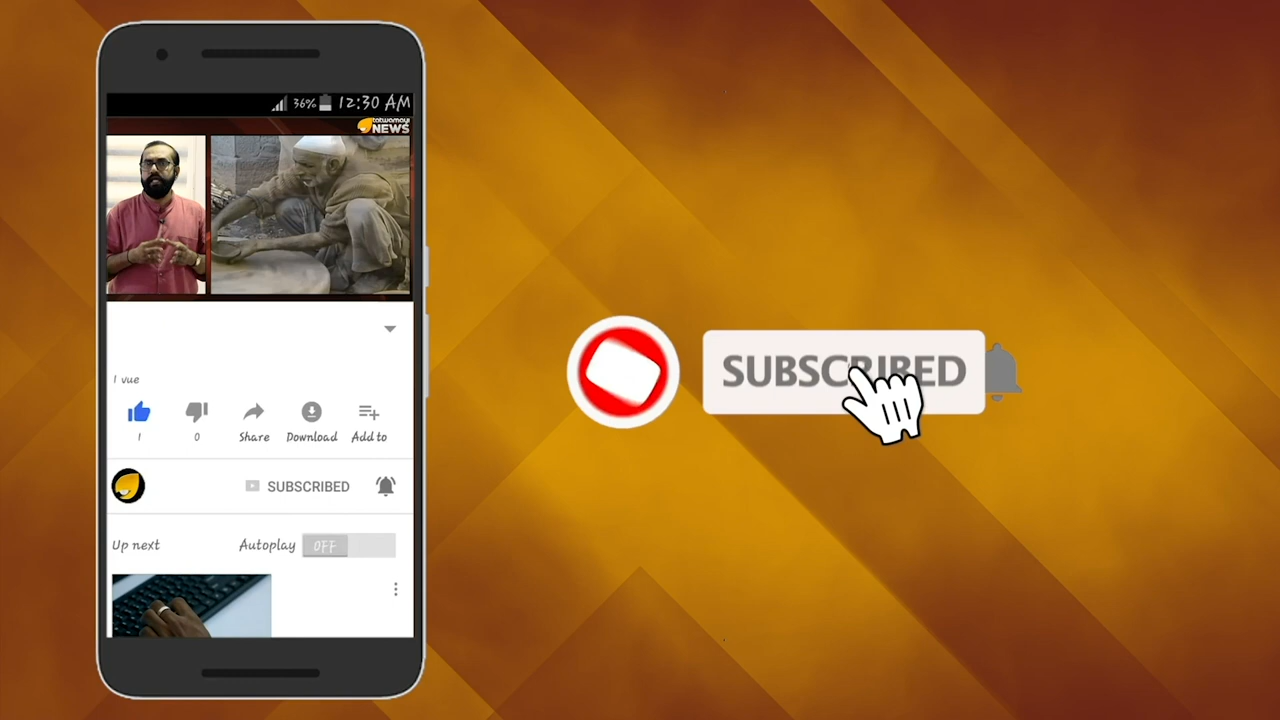 36% 12:30 AM
tatwamayi
NEWS
1 vue
1
0
Share
Download
Add to
SUBSCRIBED
Up next
Autoplay
OFF
SUBSCRIBED